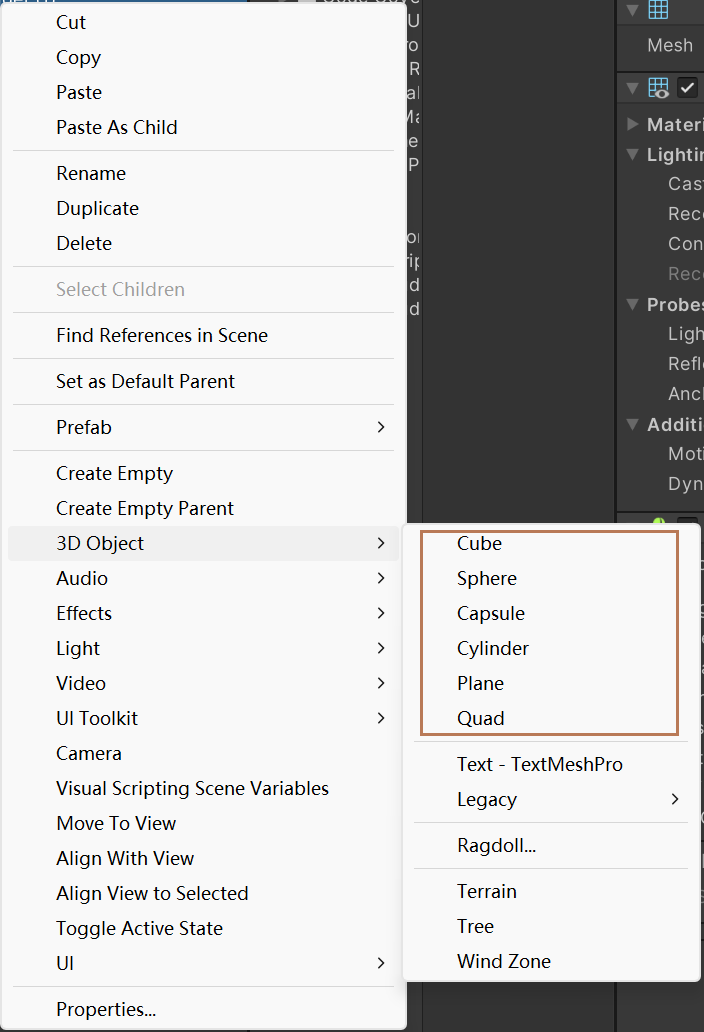 Cut
Copy
Paste
Paste As Child
Rename
Duplicate
Delete
Select Children
Find References in Scene
Set as Default Parent
Prefab
Create Empty
Create Empty Parent
3D Object
Audio
Effects
Light
Video
UI Toolkit
Camera
Visual Scripting Scene Variables
Move To View
Align With View
Align View to Selected
Toggle Active State
UI
Properties...
Cube
Sphere
Capsule
Cylinder
Plane
Quad
Text - TextMeshPro
Legacy
Ragdoll...
Terrain
Tree
Wind Zone
Mesh
Materi
Lightin
Cast
Rece
Con
Rece
Probes
Ligh
Refle
Anch
Additi
Moti
Dyn